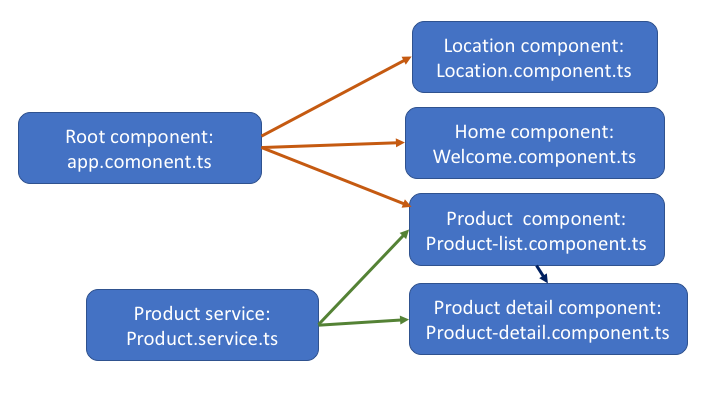 Location component:
Location.component.ts
Root component:
app.comonent.ts
Home component:
Welcome.component.ts
Product  component:
Product-list.component.ts
Product service:
Product.service.ts
Product detail component:
Product-detail.component.ts